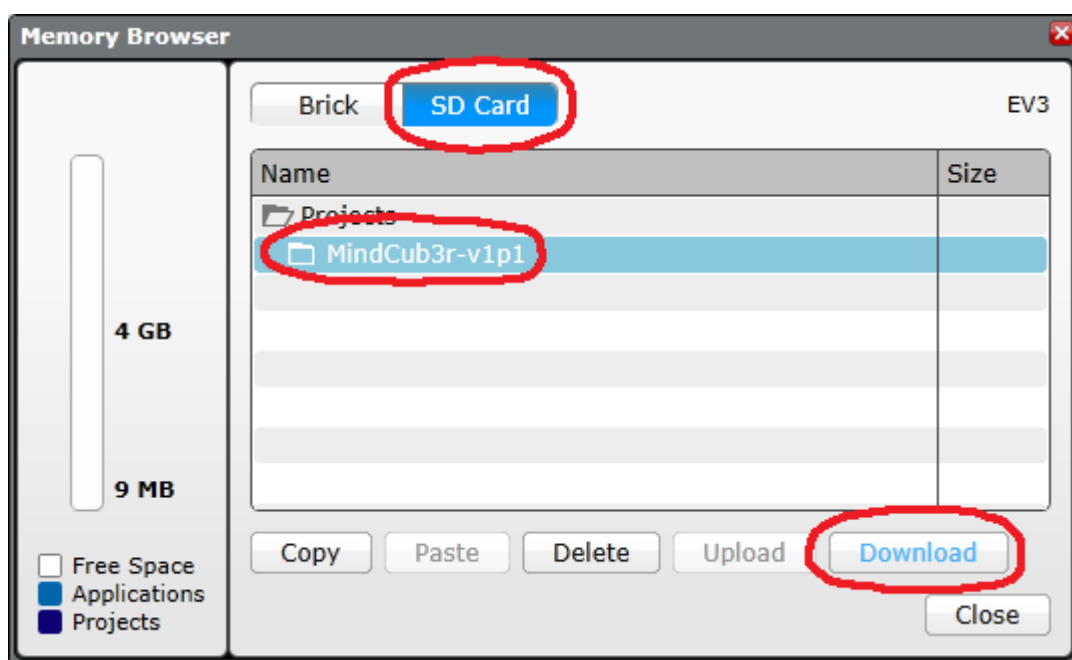 Memory Browser
Brick
SD Card
EV3
Name
Size
Projects
MindCub3r-v1p1
4 GB
9 MB
Copy
Paste
Delete
Upload
Download
Free Space
Applications
Projects
Close